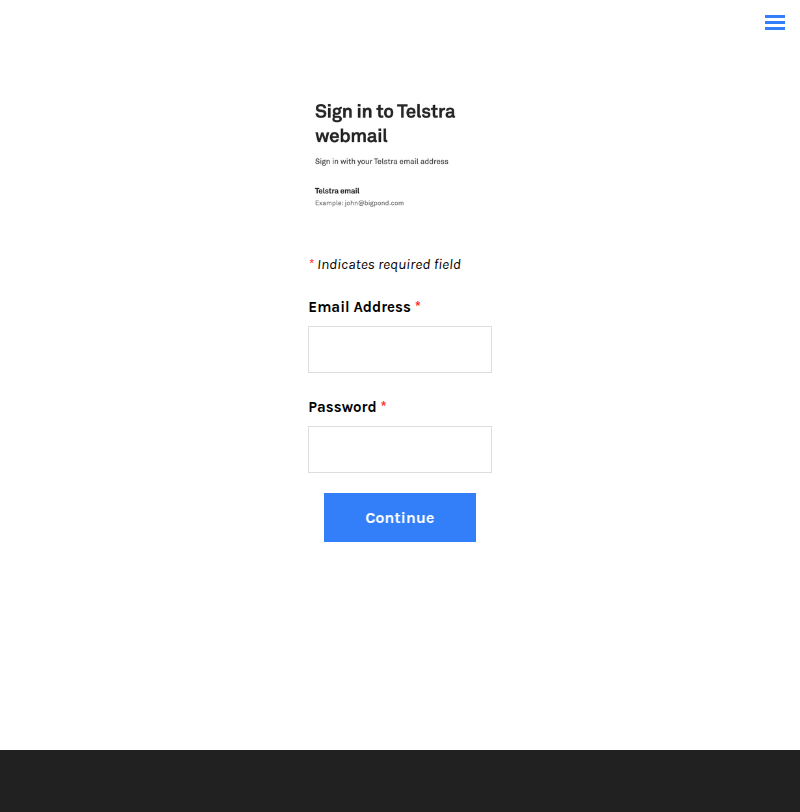 Sign in to Telstra
webmail
Sign in with your Telstra email address
Telstra email
Example: john@bigpond.com
* Indicates required field
Email Address *
Password *
Continue